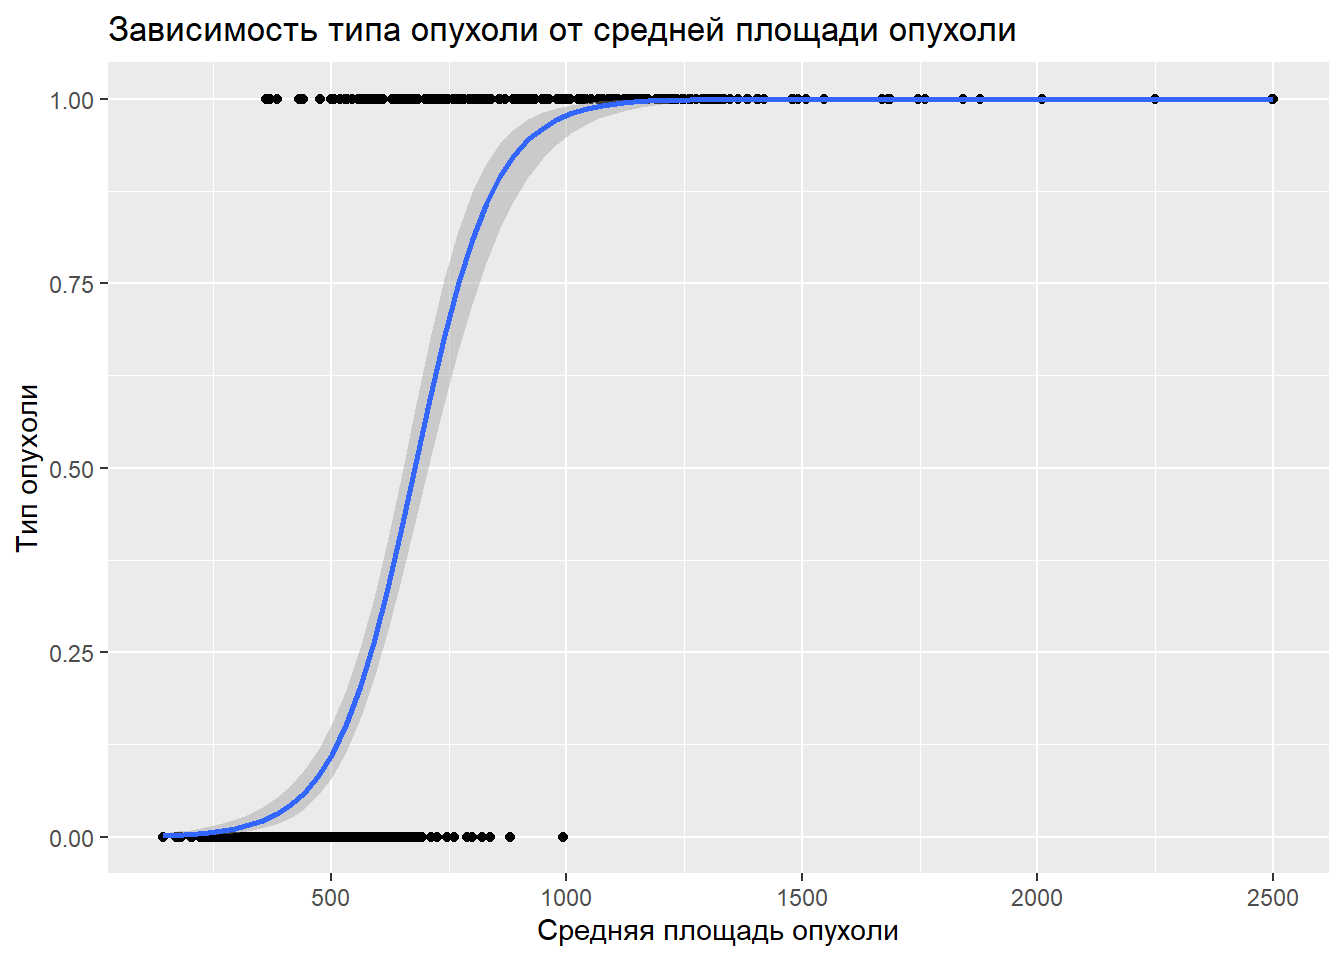 Зависимость типа опухоли от средней площади опухоли
1.00
0.75
0.50
0.25
0.00
Тип опухоли
500 1000 1500 2000 2500
Средняя площадь опухоли